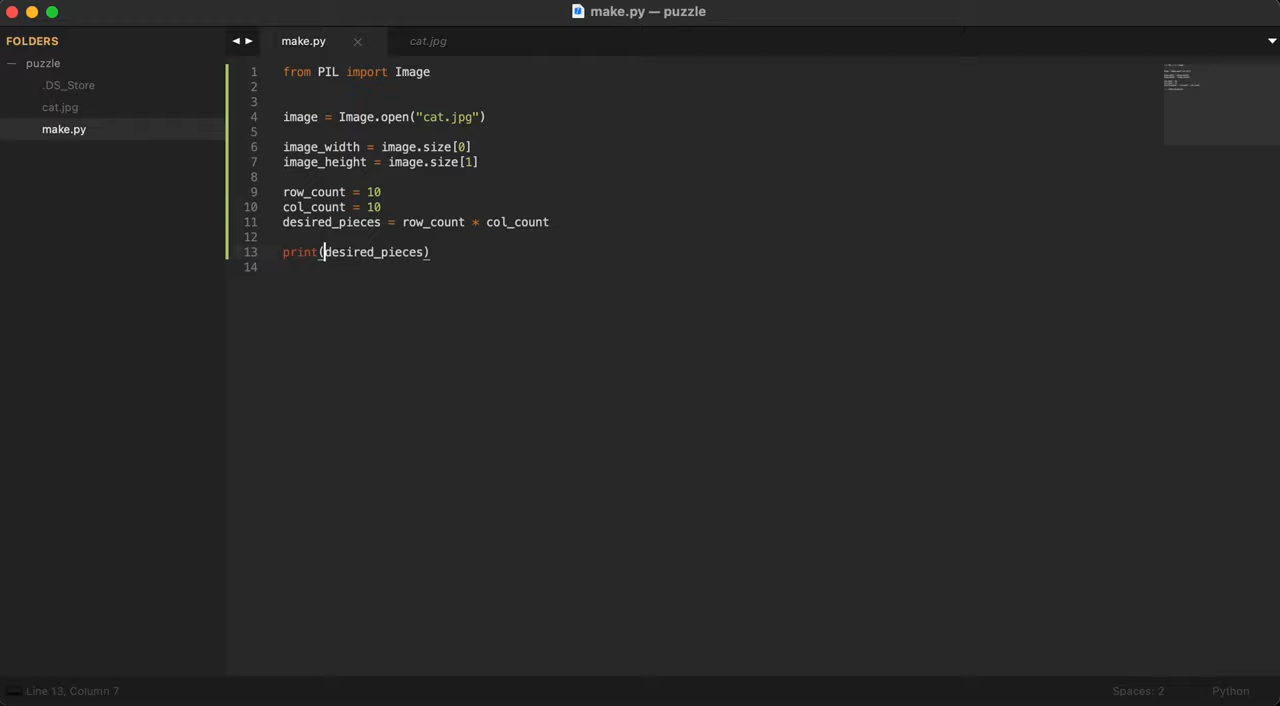 make.py — puzzle
FOLDERS
puzzle
.DS_Store
cat.jpg
make.py
make.py
cat.jpg
1 from PIL import Image
2
3
4 image = Image.open("cat.jpg")
5
6 image_width = image.size[0]
7 image_height = image.size[1]
8
9 row_count = 10
10 col_count = 10
11 desired_pieces = row_count * col_count
12
13 print(desired_pieces)
14
Line 13, Column 7
Spaces: 2
Python